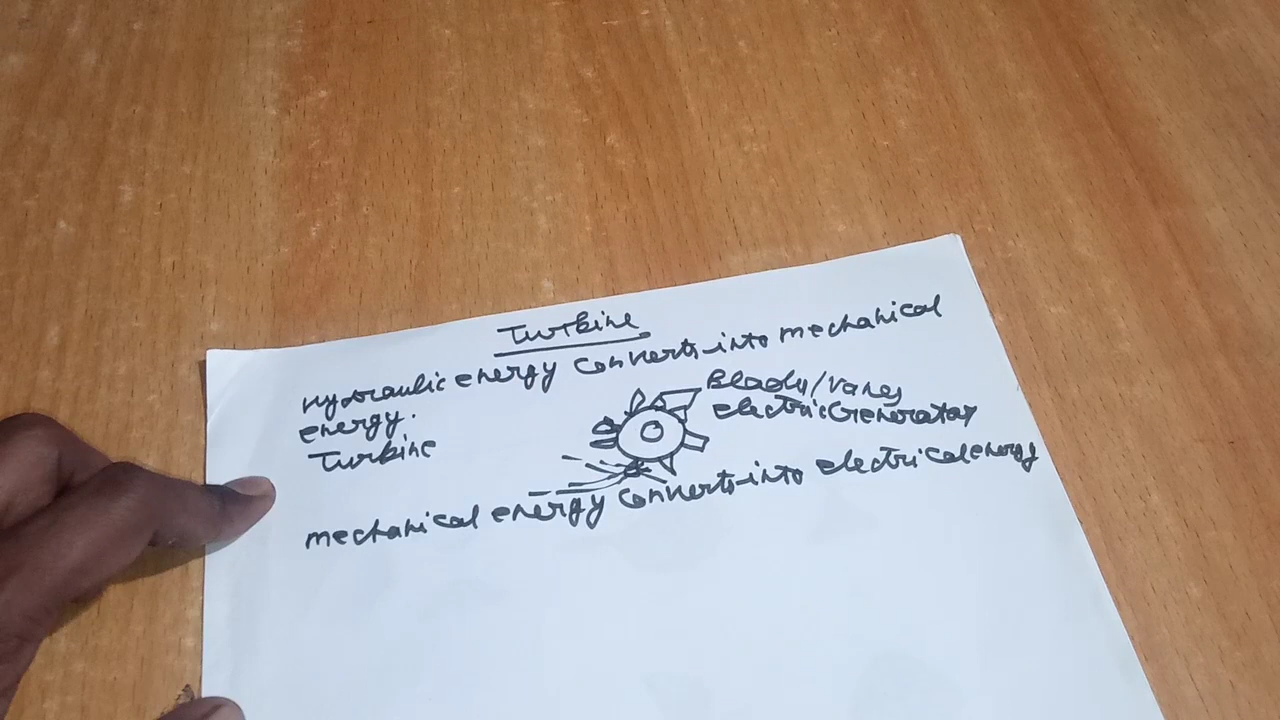 Turbine
Hydraulic energy converts into mechanical
energy.
Turbine
Blades/Vanes
electric Generator
mechanical energy converts into electrical energy